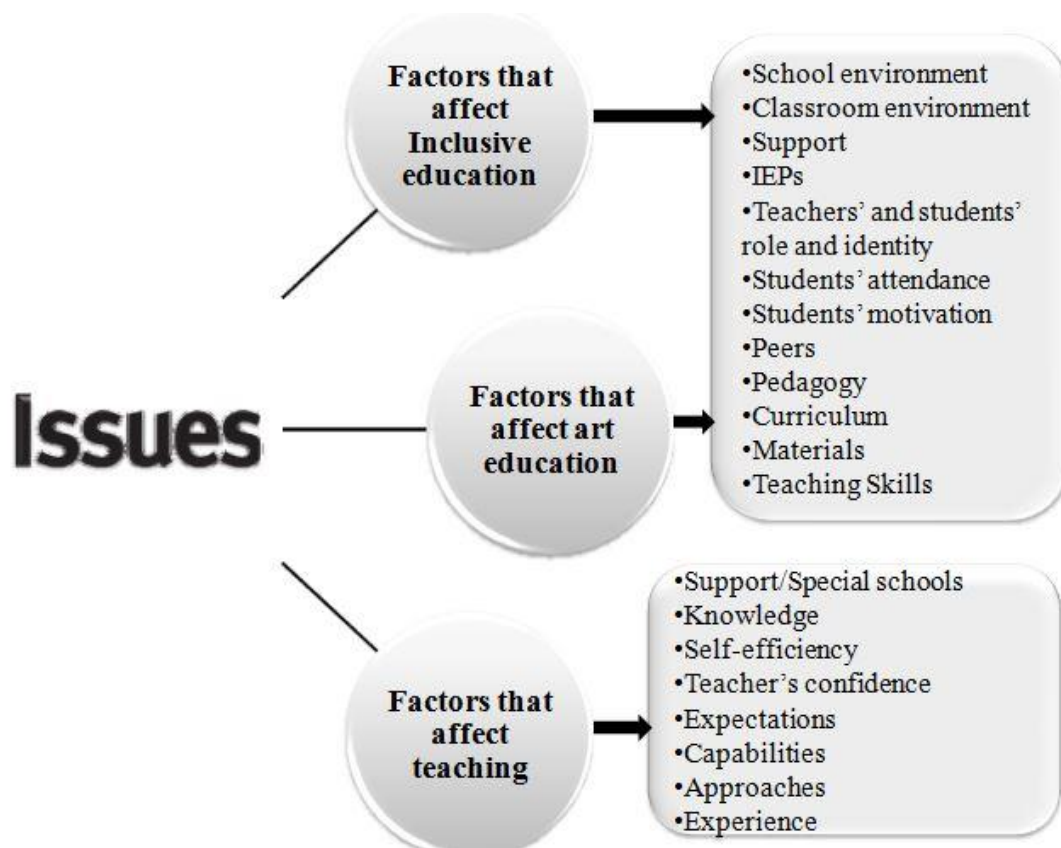 Factors that
affect
Inclusive
education
•School environment
•Classroom environment
•Support
•IEPs
•Teachers’ and students’
role and identity
•Students’ attendance
•Students’ motivation
•Peers
•Pedagogy
•Curriculum
•Materials
•Teaching Skills
Issues
Factors that
affect art
education
Factors that
affect
teaching
•Support/Special schools
•Knowledge
•Self-efficiency
•Teacher’s confidence
•Expectations
•Capabilities
•Approaches
•Experience